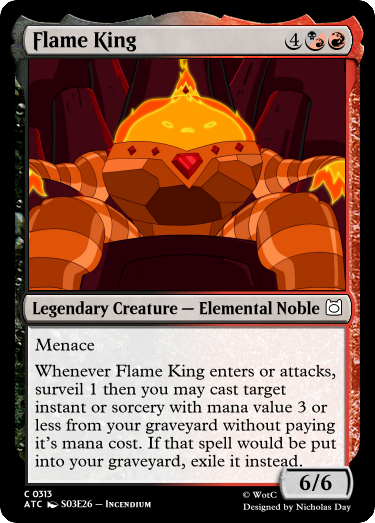 Flame King 4
Legendary Creature — Elemental Noble
Menace
Whenever Flame King enters or attacks,
surveil 1 then you may cast target
instant or sorcery with mana value 3 or
less from your graveyard without paying
it's mana cost. If that spell would be put
into your graveyard, exile it instead.
6/6
C 0313
ATC S03E26 – Incendium
© WotC
Designed by Nicholas Day